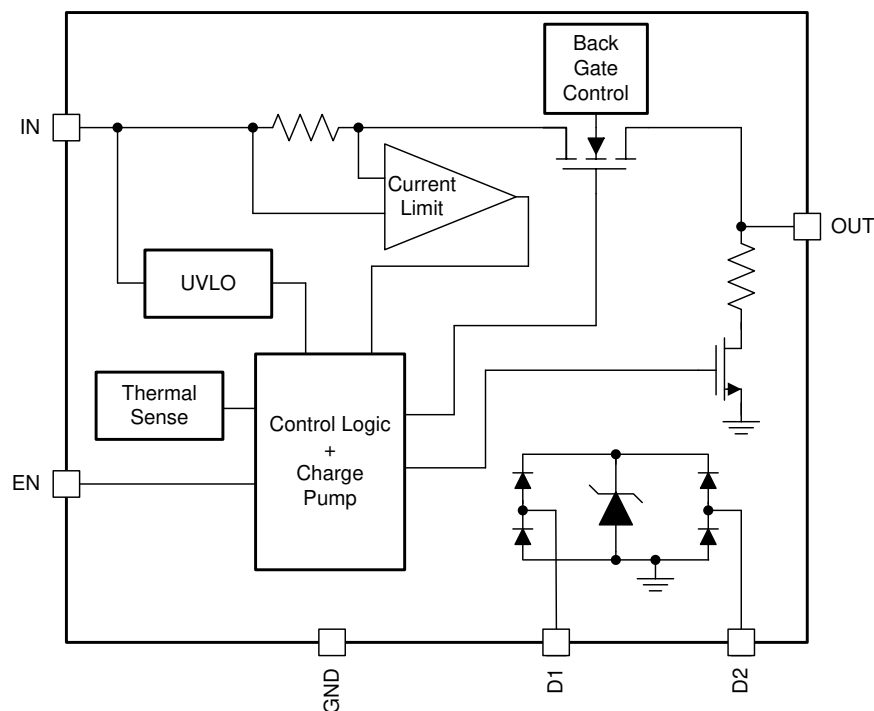 Back
Gate
Control
IN
Current
Limit
OUT
UVLO
Thermal
Sense
Control Logic
+
Charge
Pump
EN
GND
D1
D2